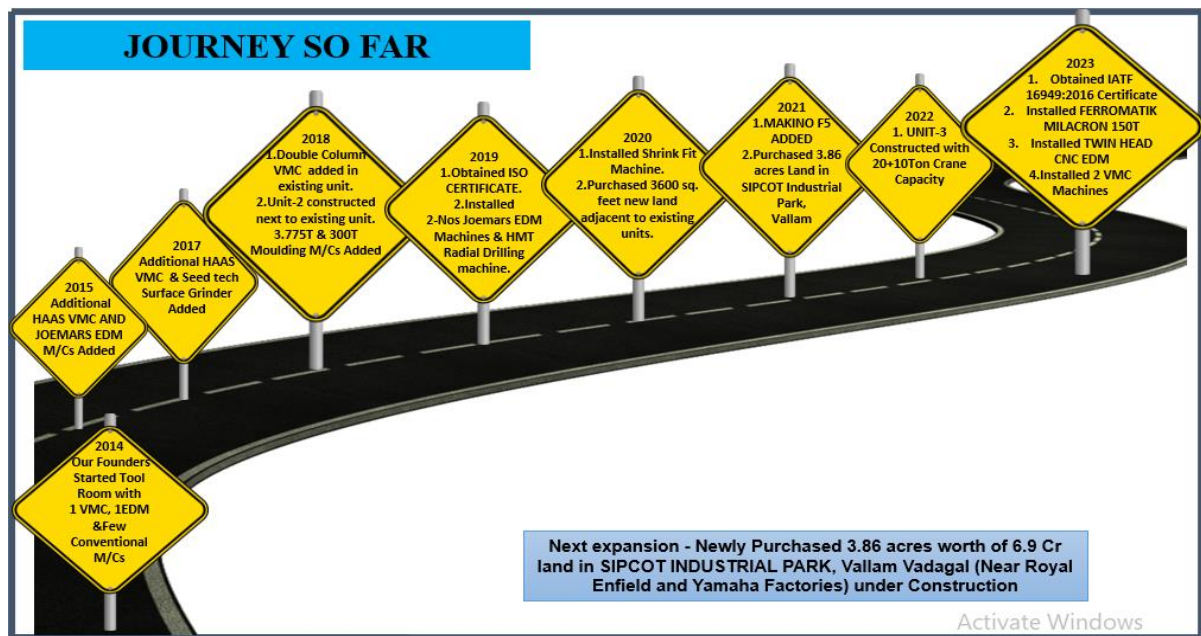 JOURNEY SO FAR
2014
Our Founders
Started Tool
Room with
1 VMC, 1EDM
&Few
Conventional
M/Cs
2015
Additional
HAAS VMC AND
JOEMARS EDM
M/Cs Added
2017
Additional HAAS
VMC & Seed tech
Surface Grinder
Added
2018
1.Double Column
VMC added in
existing unit.
2.Unit-2 constructed
next to existing unit.
3.775T & 300T
Moulding M/Cs Added
2019
1.Obtained ISO
CERTIFICATE.
2.Installed
2-Nos Joemars EDM
Machines & HMT
Radial Drilling
machine.
2020
1.Installed Shrink Fit
Machine.
2.Purchased 3600 sq.
feet new land
adjacent to existing
units.
2021
1.MAKINO F5
ADDED
2.Purchased 3.86
acres Land in
SIPCOT Industrial
Park,
Vallam
2022
1. UNIT-3
Constructed with
20+10Ton Crane
Capacity
2023
1. Obtained IATF
16949:2016 Certificate
2. Installed FERROMATIK
MILACRON 150T
3. Installed TWIN HEAD
CNC EDM
4.Installed 2 VMC
Machines
Next expansion - Newly Purchased 3.86 acres worth of 6.9 Cr
land in SIPCOT INDUSTRIAL PARK, Vallam Vadagal (Near Royal
Enfield and Yamaha Factories) under Construction
Activate Windows